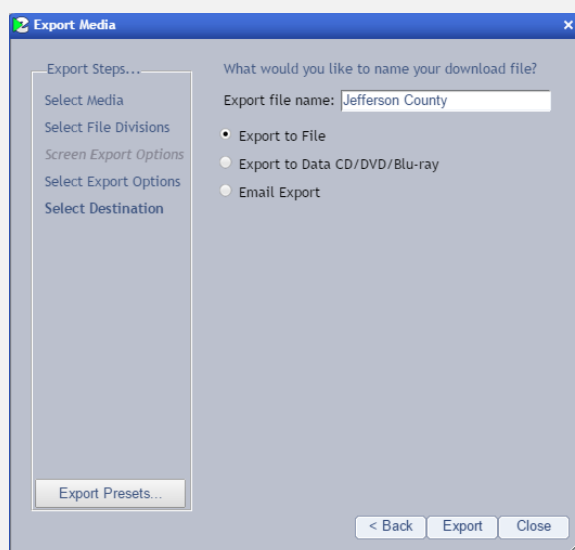 Export Media
Export Steps...
Select Media
Select File Divisions
Screen Export Options
Select Export Options
Select Destination
Export Presets...
What would you like to name your download file?
Export file name: Jefferson County
Export to File
Export to Data CD/DVD/Blu-ray
Email Export
< Back Export Close